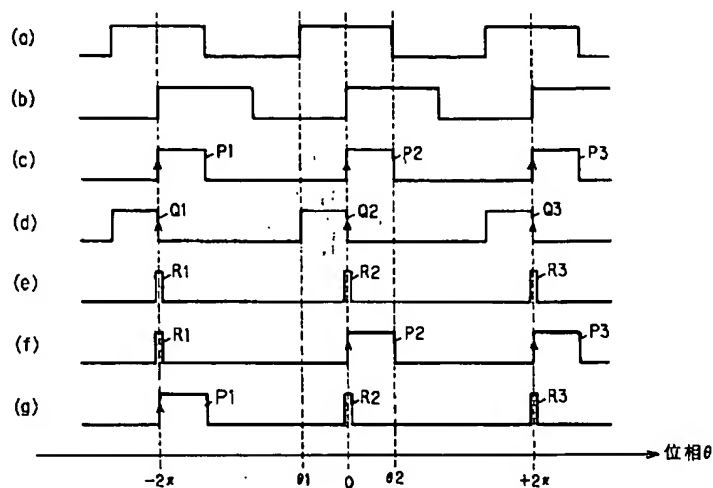 (a)
(b)
(c) P1 P2 P3
(d) Q1 Q2 Q3
(e) R1 R2 R3
(f) R1 P2 P3
(g) P1 R2 R3
位相θ
-2π θ1 0 θ2 +2π